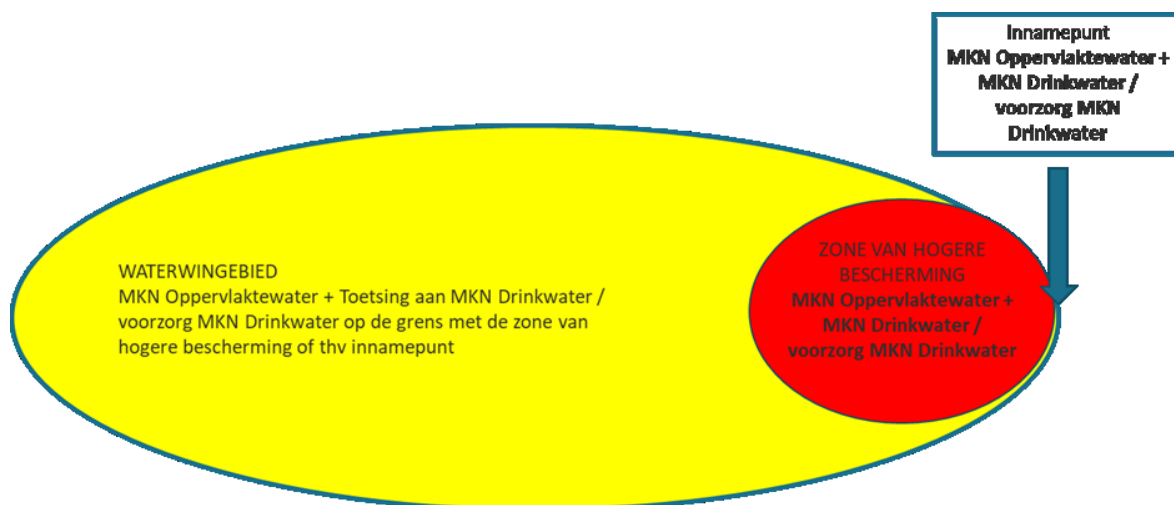 Innamepunt
MKN Oppervlaktewater +
MKN Drinkwater /
voorzorg MKN
Drinkwater
WATERWINGEBIED
MKN Oppervlaktewater + Toetsing aan MKN Drinkwater /
voorzorg MKN Drinkwater op de grens met de zone van
hogere bescherming of thv innamepunt
ZONE VAN HOGERE
BESCHERMING
MKN Oppervlaktewater +
MKN Drinkwater /
voorzorg MKN Drinkwater